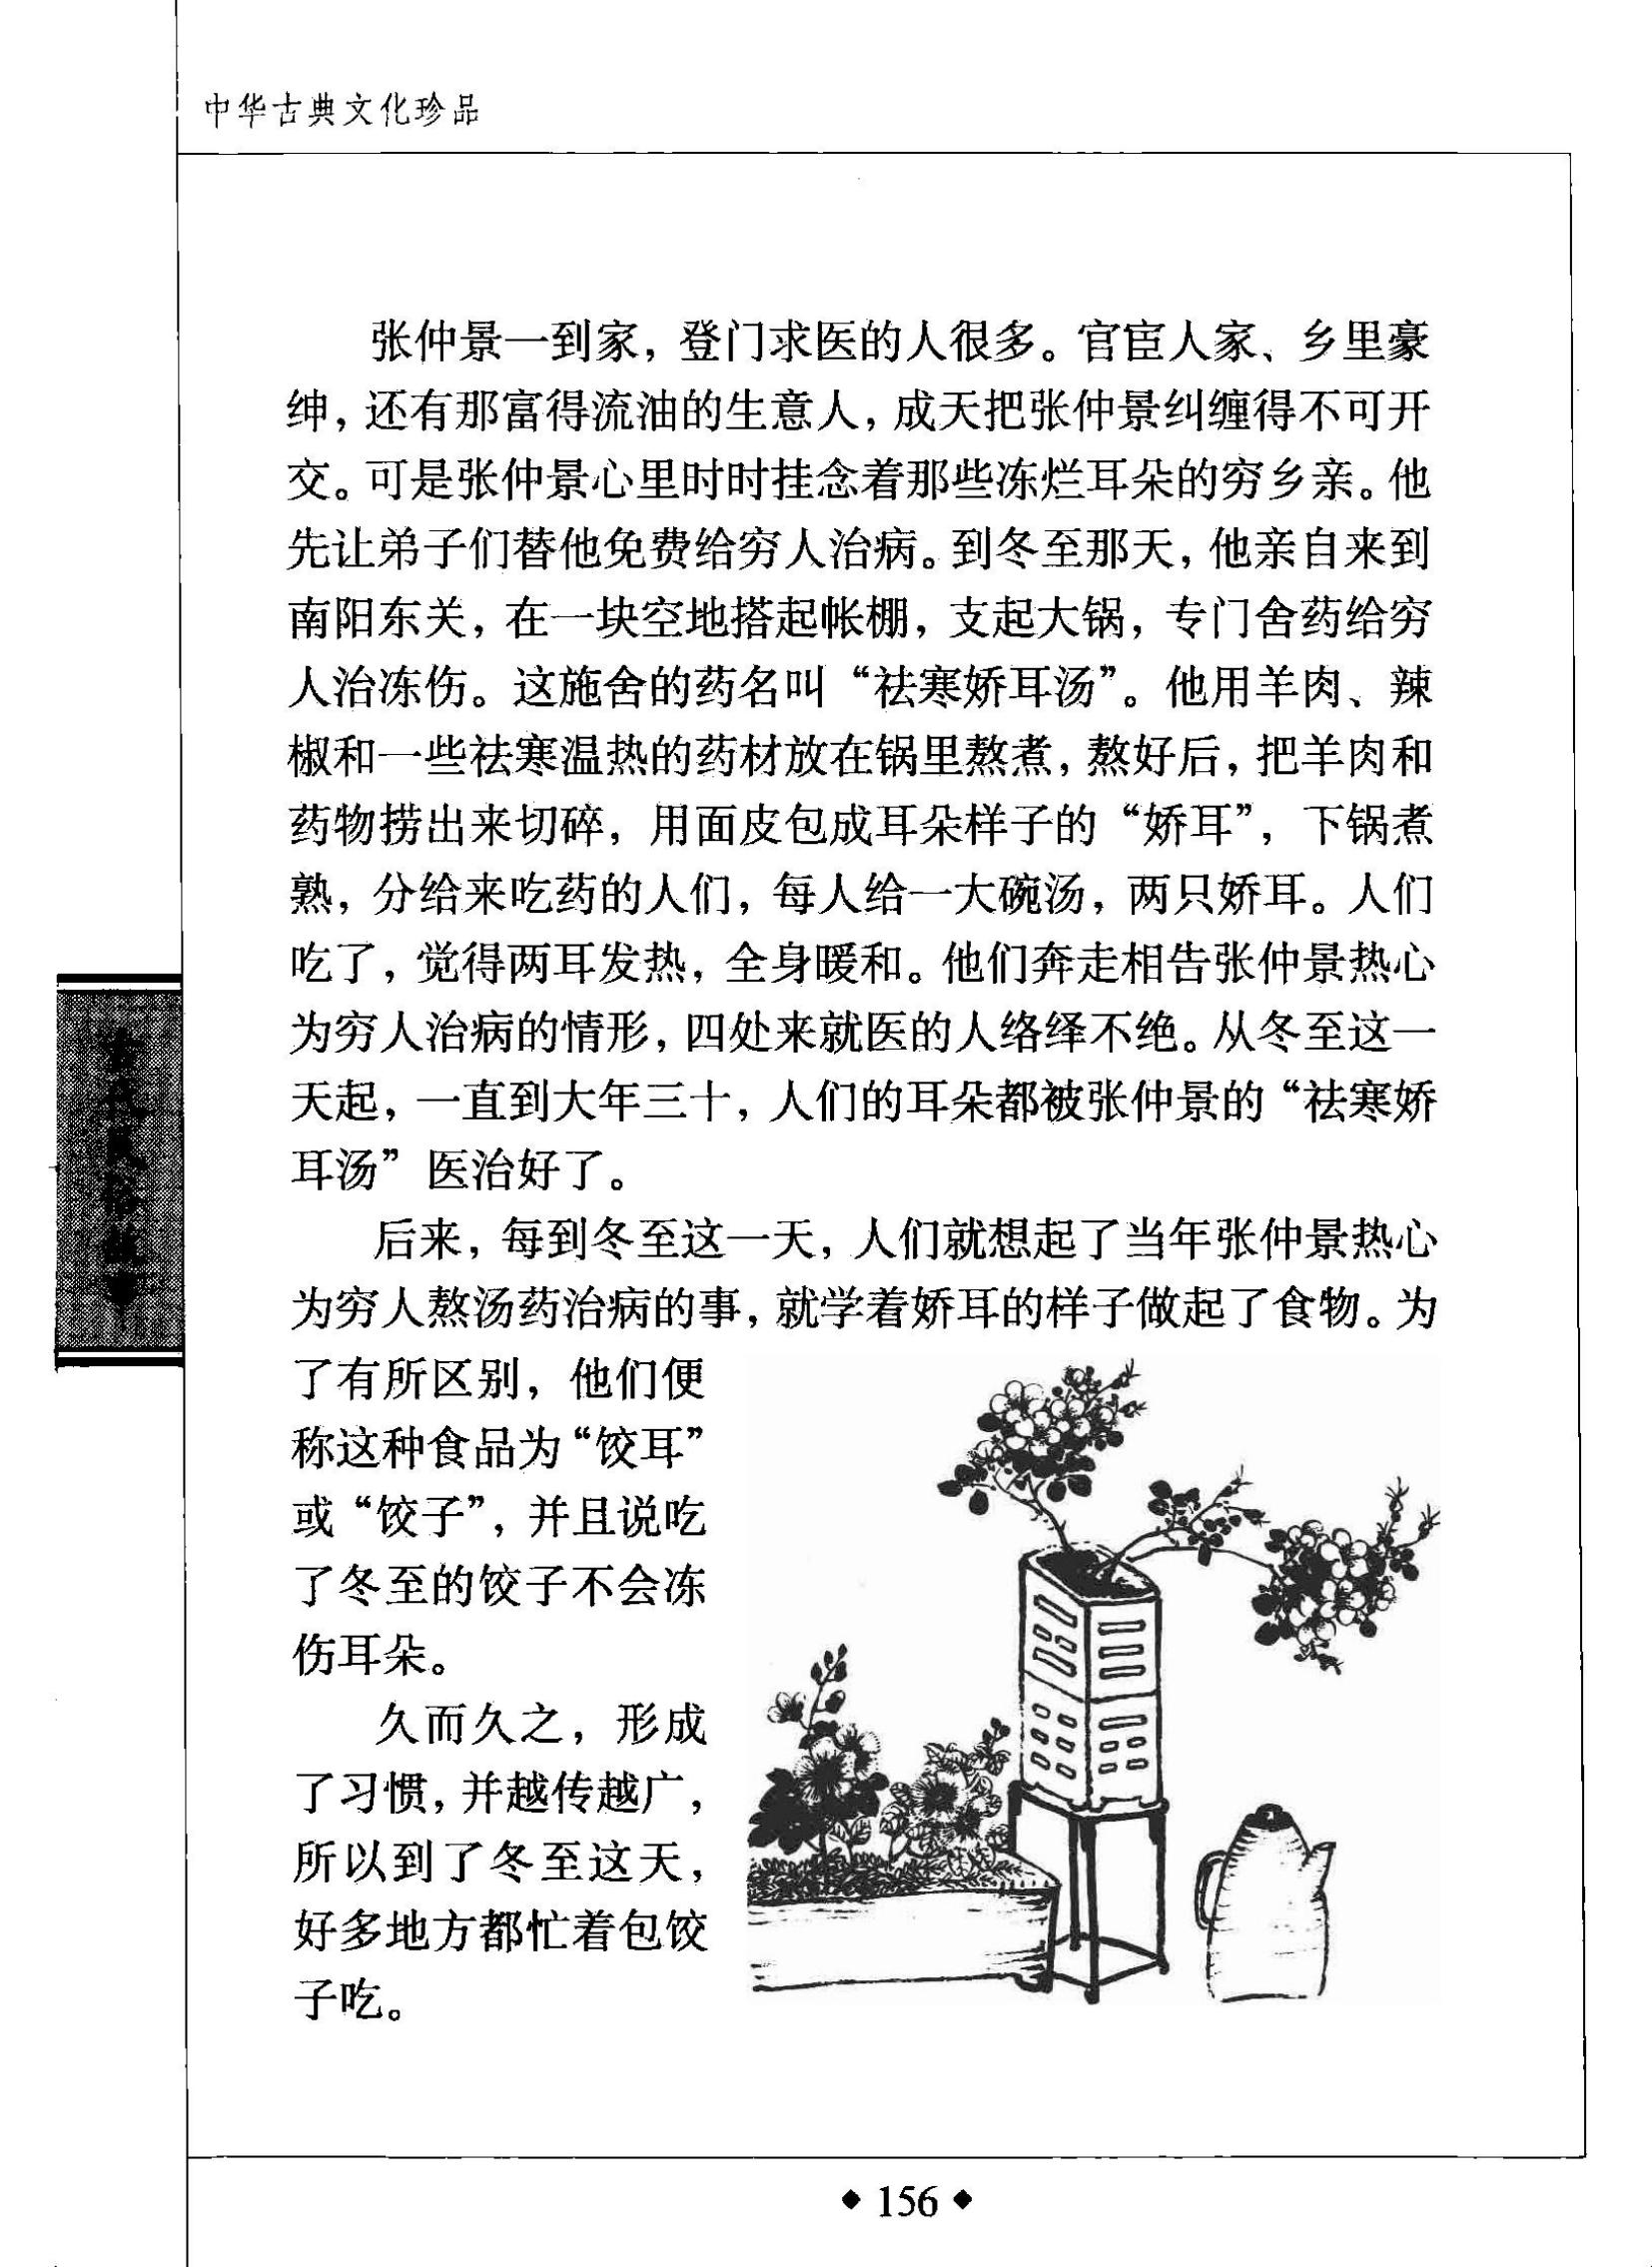 中华古典文化珍品
张仲景一到家，登门求医的人很多。官宦人家、乡里豪
绅，还有那富得流油的生意人，成天把张仲景纠缠得不可开
交。可是张仲景心里时时挂念着那些冻烂耳朵的穷乡亲。他
先让弟子们替他免费给穷人治病。到冬至那天，他亲自来到
南阳东关，在一块空地搭起帐棚，支起大锅，专门舍药给穷
人治冻伤。这施舍的药名叫“祛寒娇耳汤”。他用羊肉、辣
椒和一些祛寒温热的药材放在锅里熬煮，熬好后，把羊肉和
药物捞出来切碎，用面皮包成耳朵样子的“娇耳”，下锅煮
熟，分给来吃药的人们，每人给一大碗汤，两只娇耳。人们
吃了，觉得两耳发热，全身暖和。他们奔走相告张仲景热心
为穷人治病的情形，四处来就医的人络绎不绝。从冬至这一
天起，一直到大年三十，人们的耳朵都被张仲景的“祛寒娇
耳汤”医治好了。
后来，每到冬至这一天，人们就想起了当年张仲景热心
为穷人熬汤药治病的事，就学着娇耳的样子做起了食物。为
了有所区别，他们便
称这种食品为“饺耳”
或“饺子”，并且说吃
了冬至的饺子不会冻
伤耳朵。
久而久之，形成
了习惯，并越传越广，
所以到了冬至这天，
好多地方都忙着包饺
子吃。
◆ 156 ◆